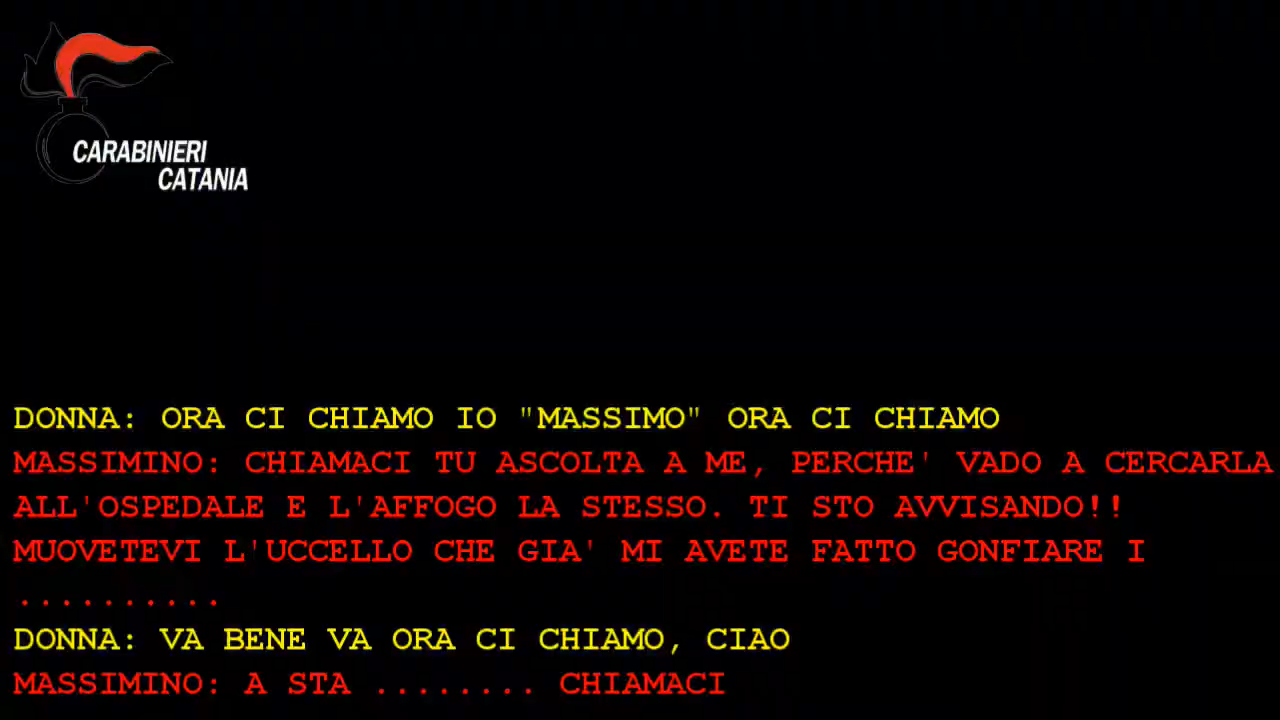 CARABINIERI
CATANIA
DONNA: ORA CI CHIAMO IO "MASSIMO" ORA CI CHIAMO
MASSIMINO: CHIAMACI TU ASCOLTA A ME, PERCHE' VADO A CERCARLA
ALL'OSPEDALE E L'AFFOGO LA STESSO. TI STO AVVISANDO!!
MUOVETEVI L'UCCELLO CHE GIA' MI AVETE FATTO GONFIARE I
..........
DONNA: VA BENE VA ORA CI CHIAMO, CIAO
MASSIMINO: A STA ........ CHIAMACI